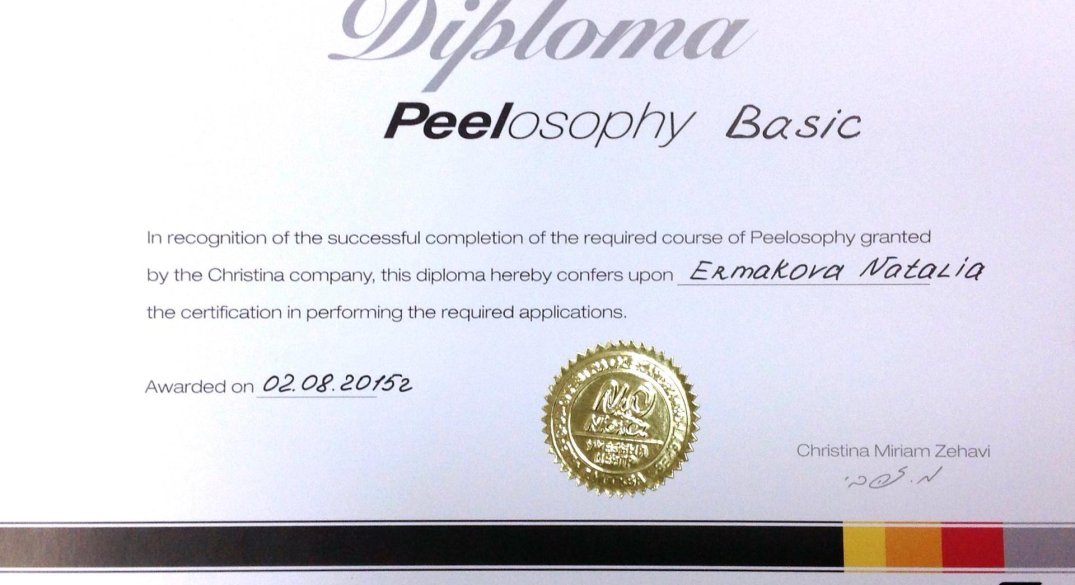 Diploma
Peelosophy Basic
In recognition of the successful completion of the required course of Peelosophy granted
by the Christina company, this diploma hereby confers upon Ermakova Natalia
the certification in performing the required applications.
Awarded on 02.08.2015г
Christina Miriam Zehavi